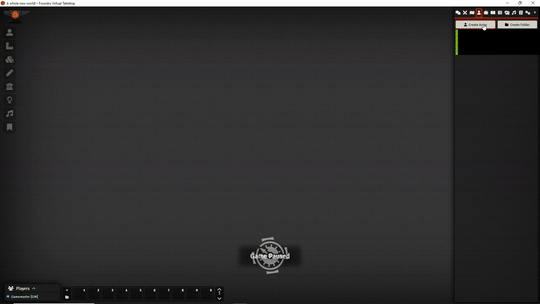 A whole new world! • Foundry Virtual Tabletop
Create Actor
Create Folder
Game Paused
Players
Gamemaster [GM]
1 2 3 4 5 6 7 8 9 0
1